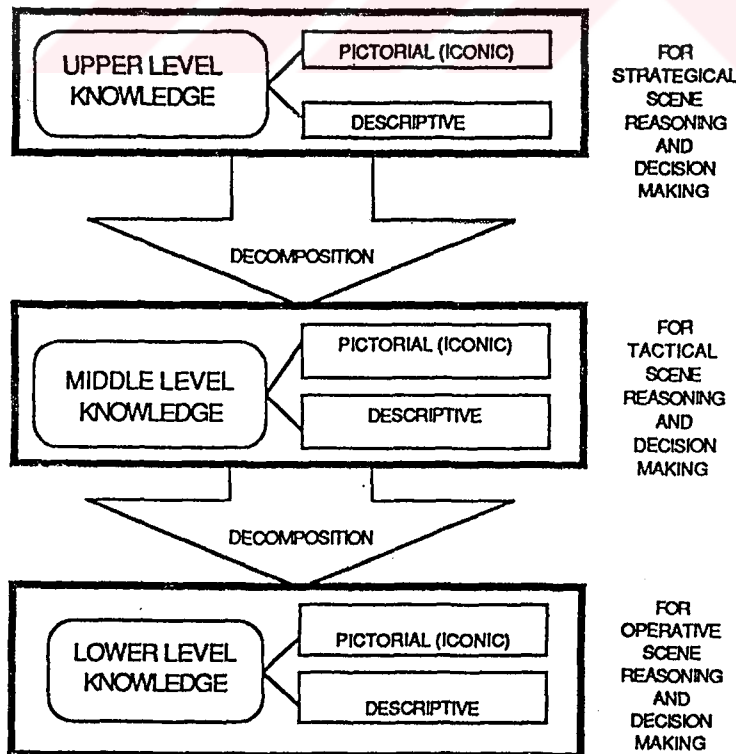 UPPER LEVEL
KNOWLEDGE
PICTORIAL (ICONIC)
DESCRIPTIVE
FOR
STRATEGICAL
SCENE
REASONING
AND
DECISION
MAKING
DECOMPOSITION
MIDDLE LEVEL
KNOWLEDGE
PICTORIAL (ICONIC)
DESCRIPTIVE
FOR
TACTICAL
SCENE
REASONING
AND
DECISION
MAKING
DECOMPOSITION
LOWER LEVEL
KNOWLEDGE
PICTORIAL (ICONIC)
DESCRIPTIVE
FOR
OPERATIVE
SCENE
REASONING
AND
DECISION
MAKING